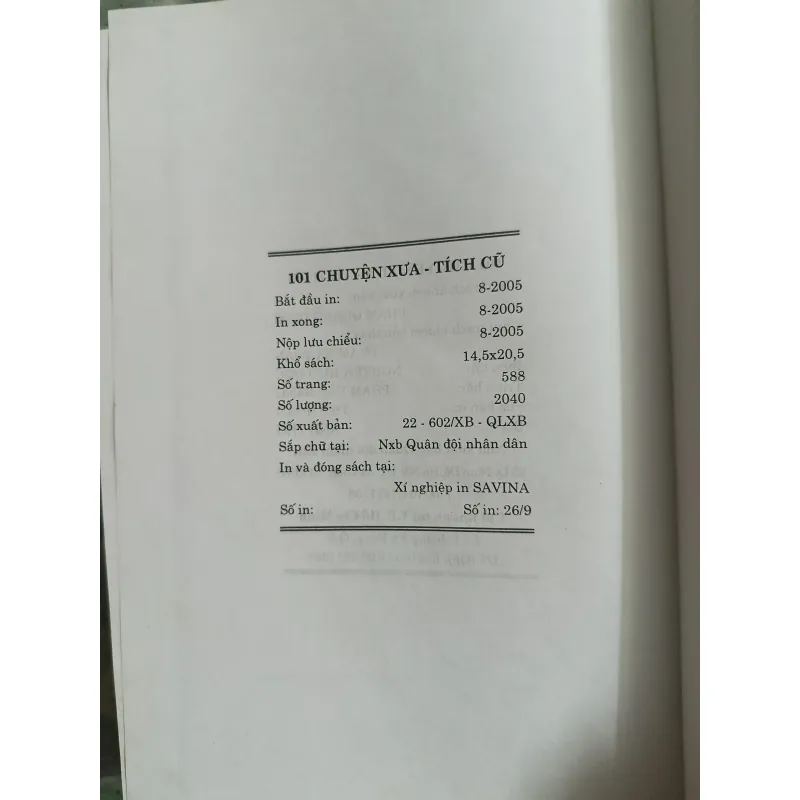 101 CHUYỆN XƯA - TÍCH CŨ
Bắt đầu in: 8-2005
In xong: 8-2005
Nộp lưu chiểu: 8-2005
Khổ sách: 14,5x20,5
Số trang: 588
Số lượng: 2040
Số xuất bản: 22 - 602/XB - QLXB
Sắp chữ tại: Nxb Quân đội nhân dân
In và đóng sách tại:
Xí nghiệp in SAVINA
Số in: Số in: 26/9